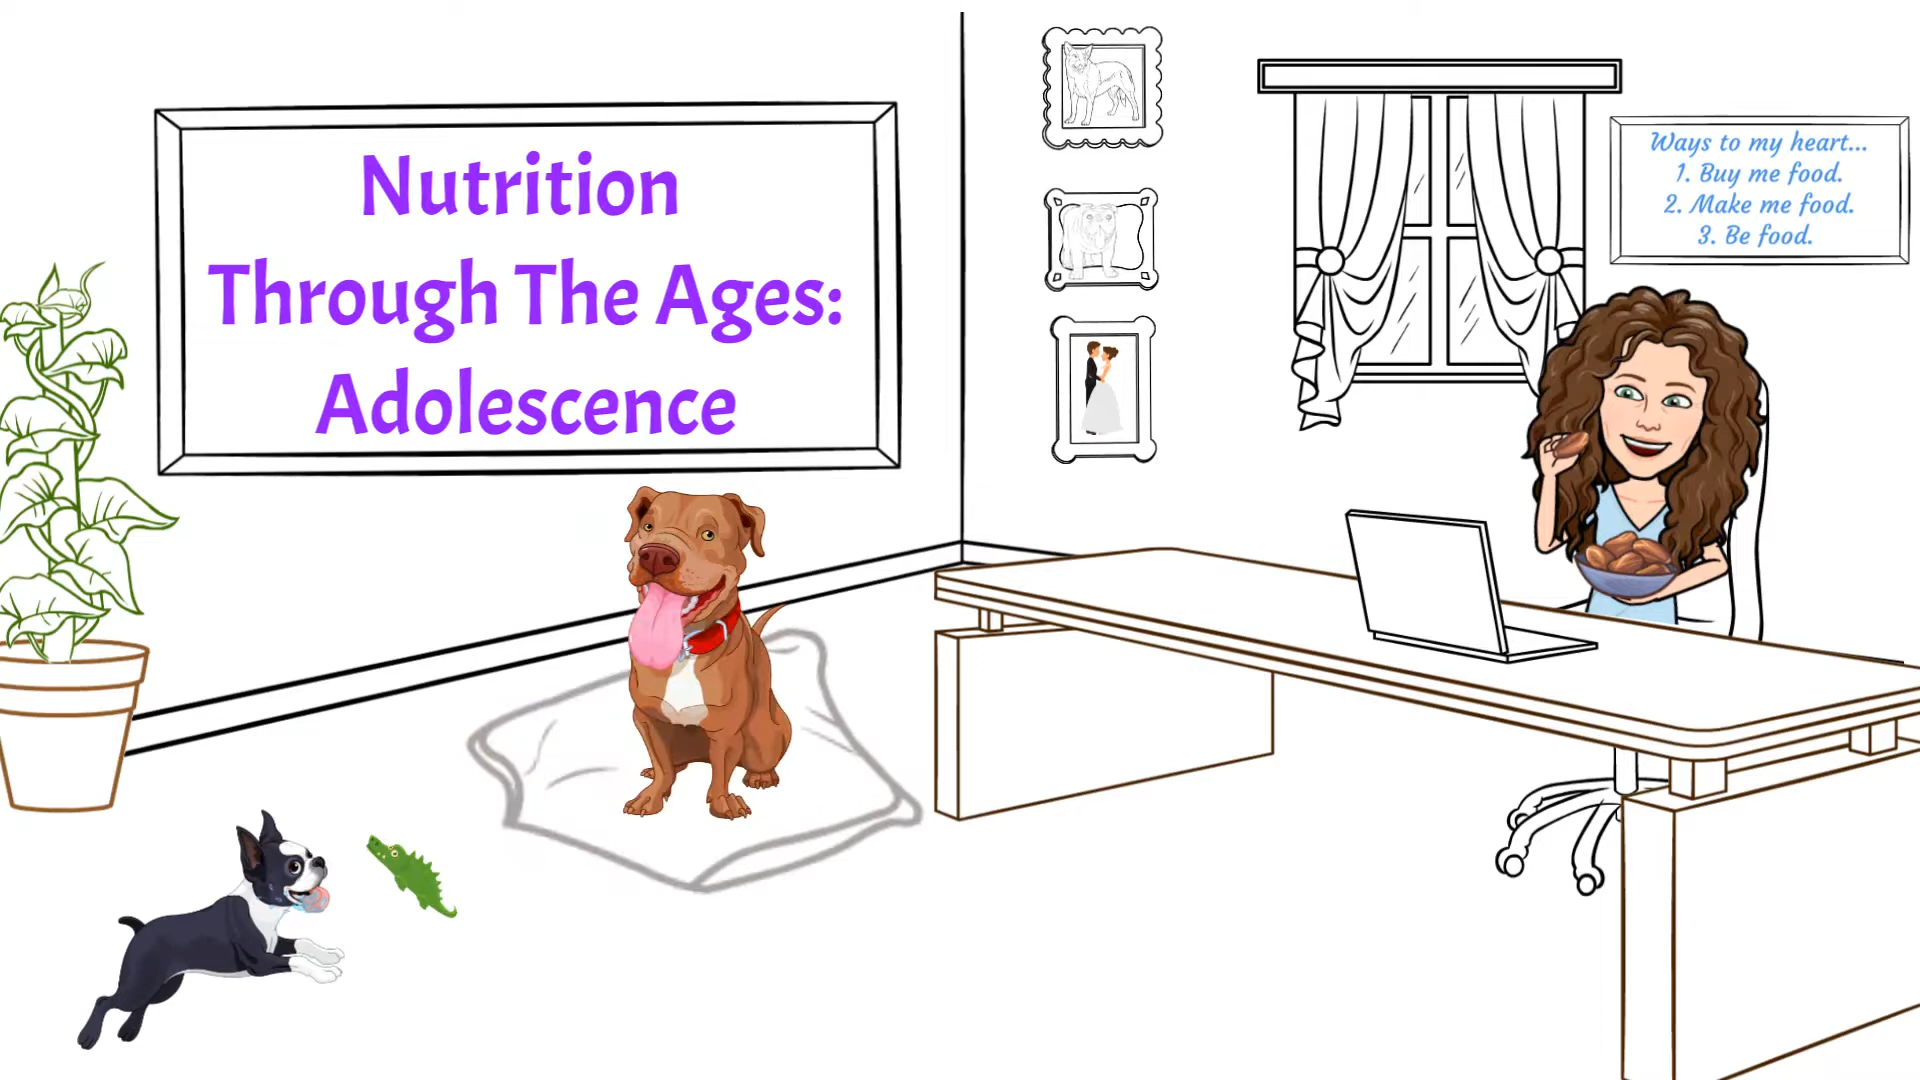 Nutrition
Through The Ages:
Adolescence
Ways to my heart...
1. Buy me food.
2. Make me food.
3. Be food.